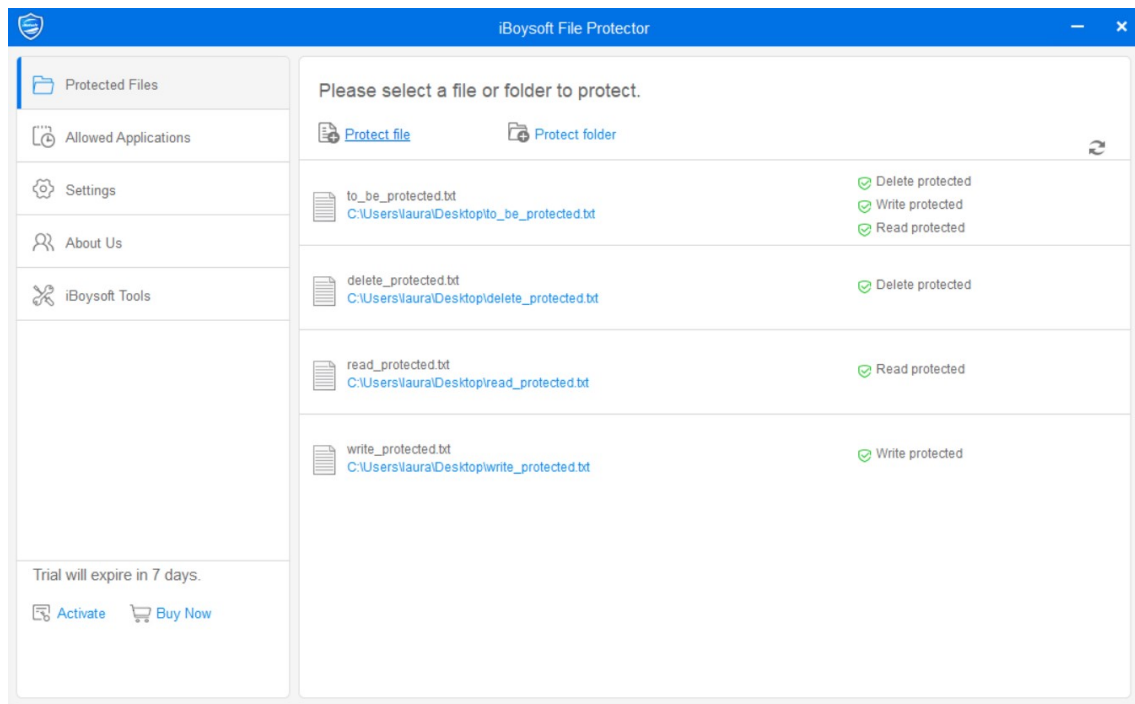 iBoysoft File Protector
Protected Files
Allowed Applications
Settings
About Us
iBoysoft Tools
Trial will expire in 7 days.
Activate
Buy Now
Please select a file or folder to protect.
Protect file
Protect folder
to_be_protected.txt
C:\Users\laura\Desktop\to_be_protected.txt
Delete protected
Write protected
Read protected
delete_protected.txt
C:\Users\laura\Desktop\delete_protected.txt
Delete protected
read_protected.txt
C:\Users\laura\Desktop\read_protected.txt
Read protected
write_protected.txt
C:\Users\laura\Desktop\write_protected.txt
Write protected